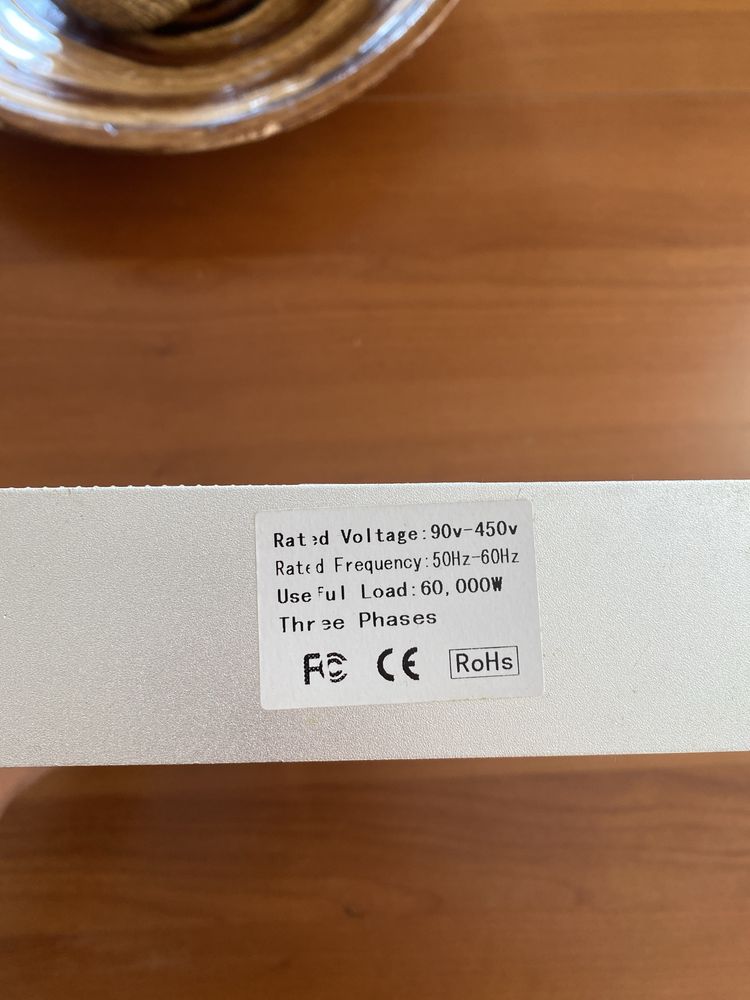 Rated Voltage:90v-450v
Rated Frequency:50Hz-60Hz
Useful Load:60,000W
Three Phases
FC CE RoHs